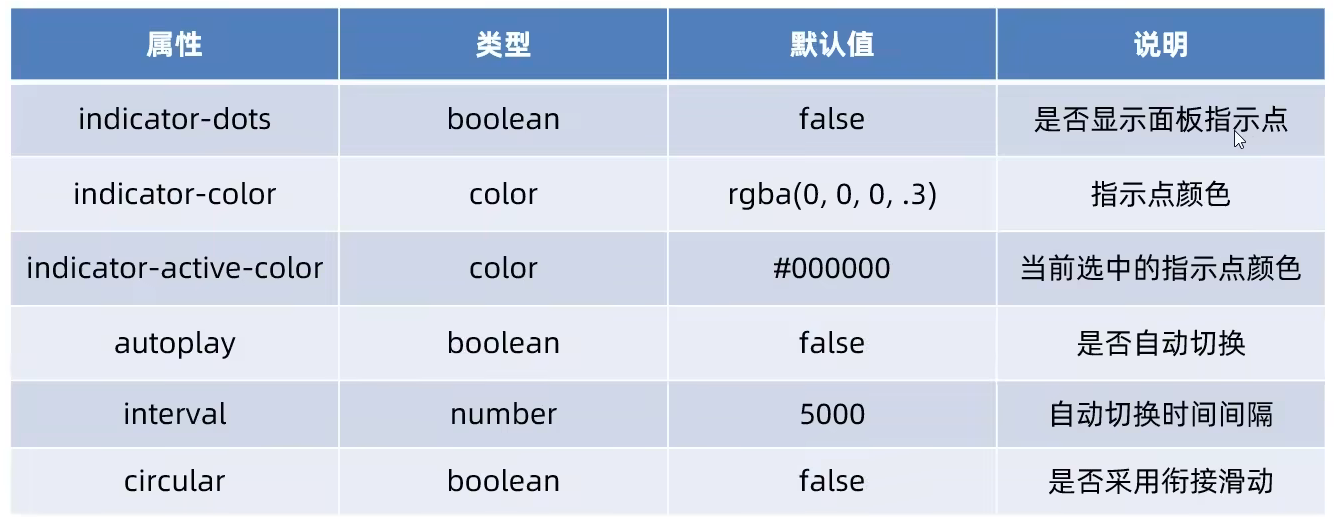 属性 类型 默认值 说明
indicator-dots boolean false 是否显示面板指示点
indicator-color color rgba(0, 0, 0, .3) 指示点颜色
indicator-active-color color #000000 当前选中的指示点颜色
autoplay boolean false 是否自动切换
interval number 5000 自动切换时间间隔
circular boolean false 是否采用衔接滑动